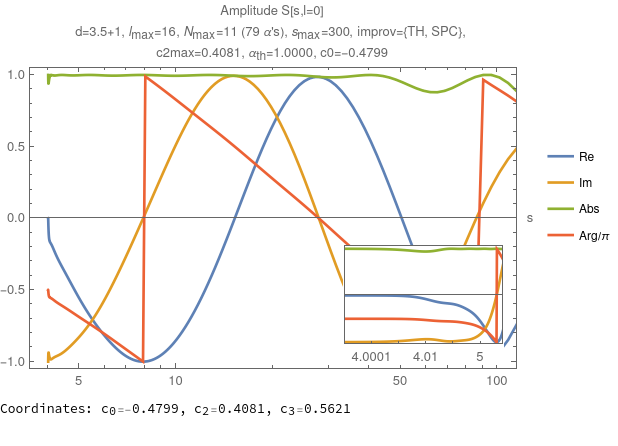 Amplitude S[s,l=0]
d=3.5+1, lmax=16, Nmax=11 (79 α's), smax=300, improv={TH, SPC},
c2max=0.4081, αth=1.0000, c0=-0.4799
1.0
0.5
0.0
-0.5
-1.0
5
10
50
100
s
4.0001
4.01
5
Re
Im
Abs
Arg/π
Coordinates: c0=-0.4799, c2=0.4081, c3=0.5621